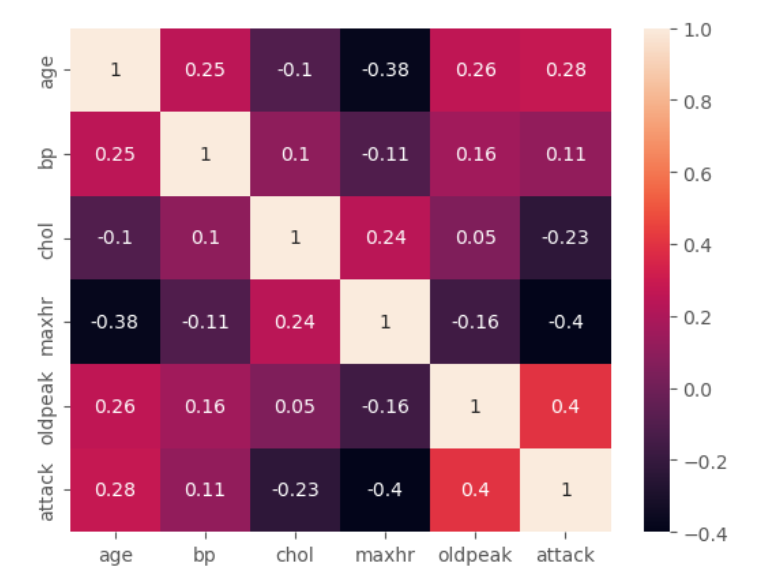 age 1 0.25 -0.1 -0.38 0.26 0.28
bp 0.25 1 0.1 -0.11 0.16 0.11
chol -0.1 0.1 1 0.24 0.05 -0.23
maxhr -0.38 -0.11 0.24 1 -0.16 -0.4
oldpeak 0.26 0.16 0.05 -0.16 1 0.4
attack 0.28 0.11 -0.23 -0.4 0.4 1
age bp chol maxhr oldpeak attack
1.0
0.8
0.6
0.4
0.2
0.0
−0.2
−0.4